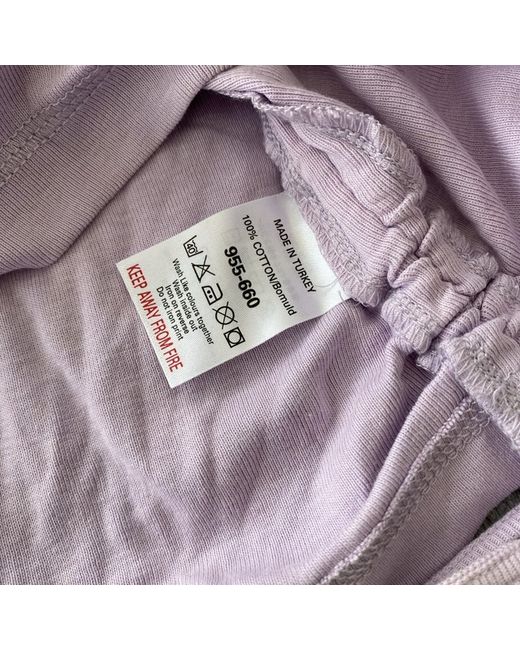 MADE IN TURKEY
100% COTTON/Bomuld
955-660
40
Wash Like colours together
Wash inside out
Iron on reverse
Do not iron print
KEEP AWAY FROM FIRE